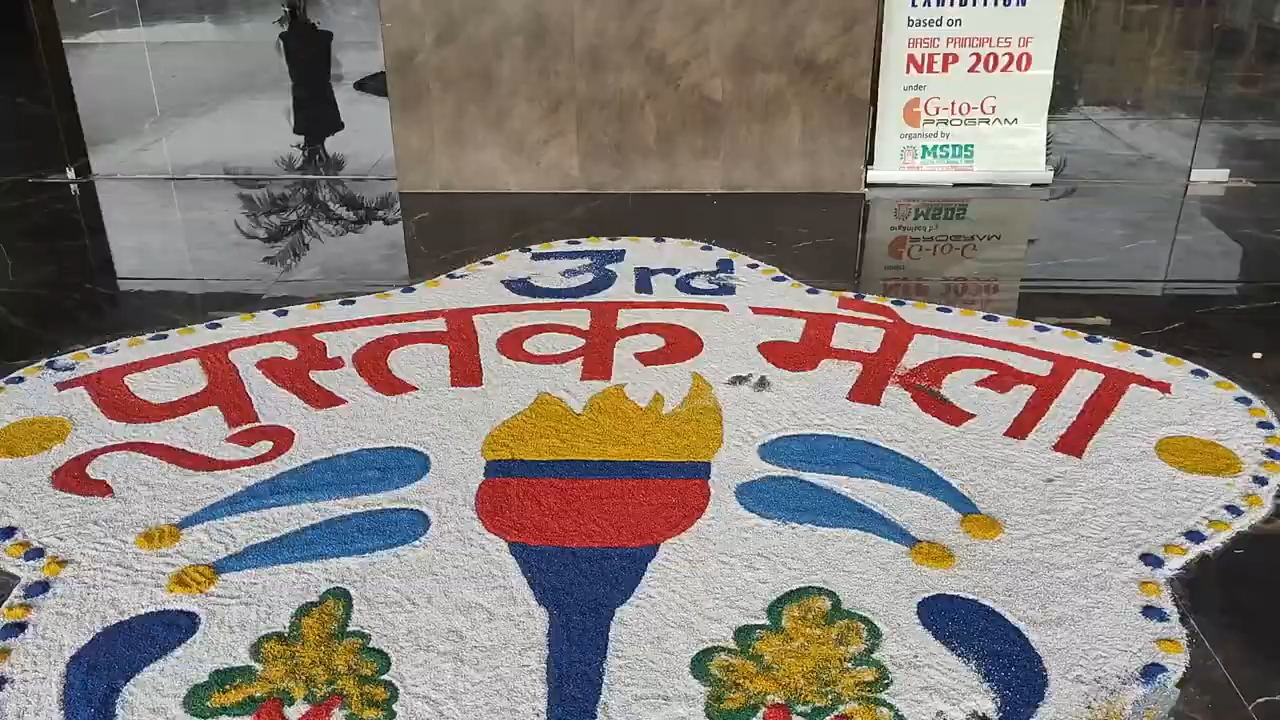 EXHIBITION
based on
BASIC PRINCIPLES OF
NEP 2020
under
G-to-G
PROGRAM
organised by
MSDS
3rd
पुस्तक मेला